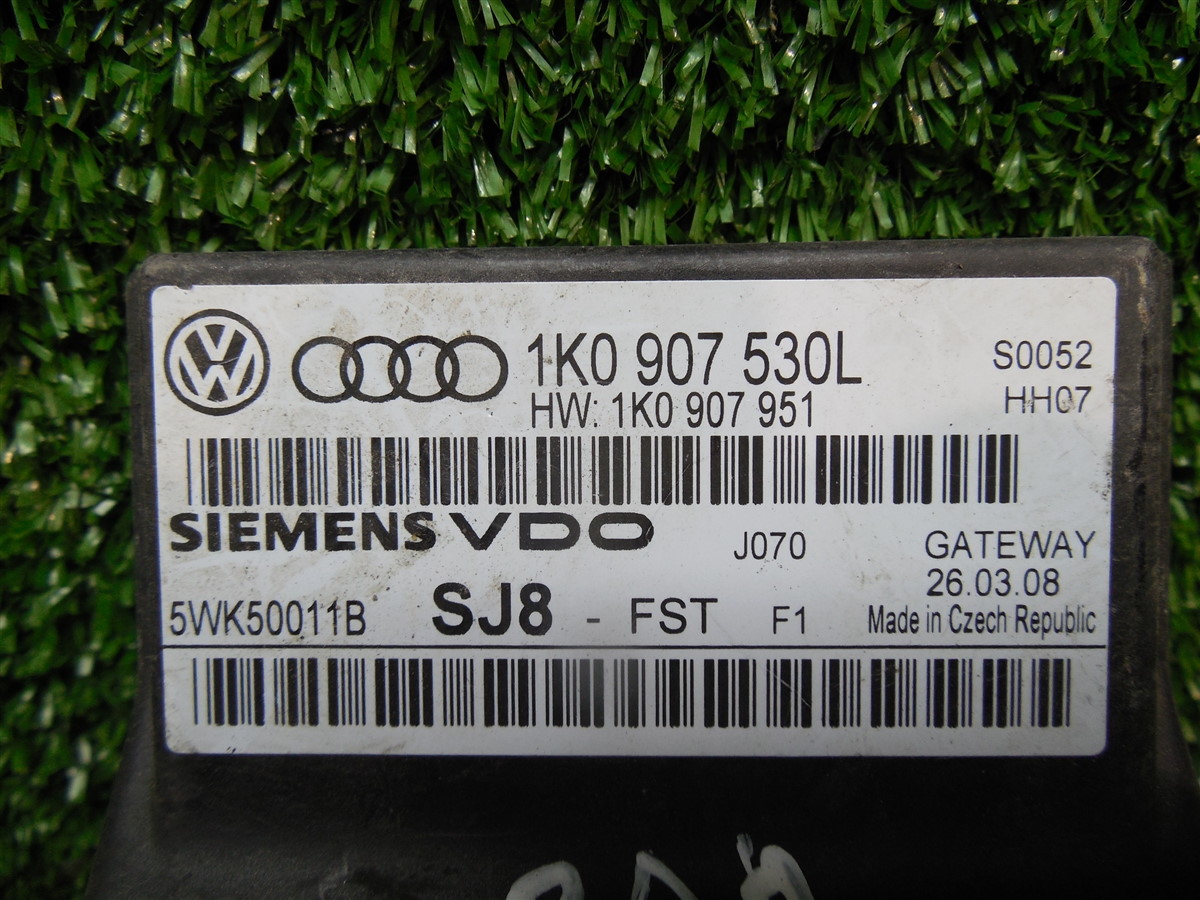 1K0 907 530L S0052
HW: 1K0 907 951 HH07
SIEMENS VDO J070 GATEWAY
26.03.08
5WK50011B SJ8 - FST F1 Made in Czech Republic